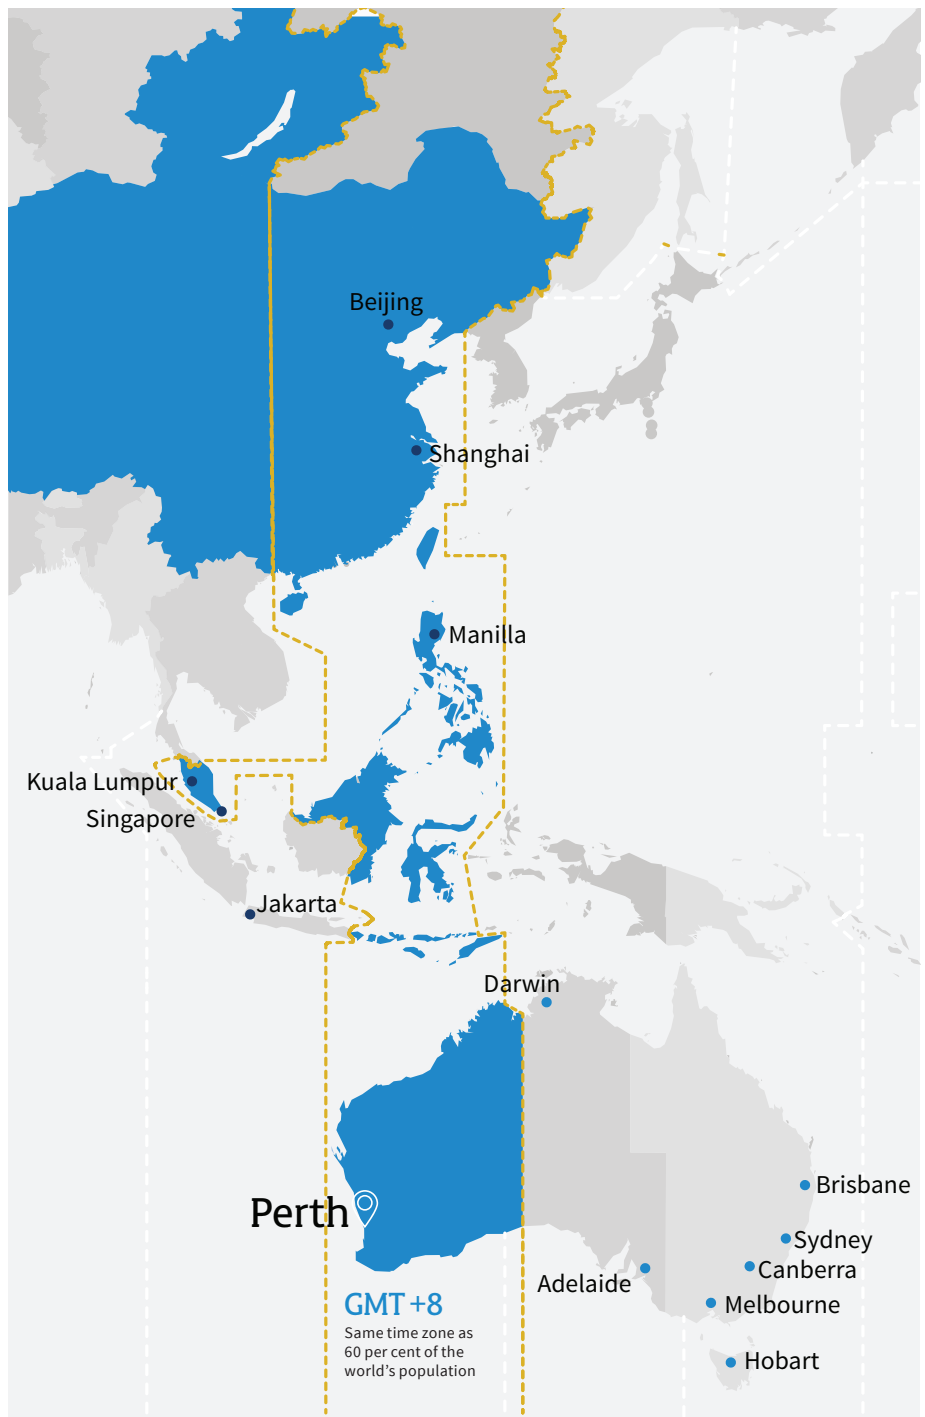 Beijing
Shanghai
Manilla
Kuala Lumpur
Singapore
Jakarta
Darwin
Brisbane
Perth
Sydney
Canberra
Adelaide
Melbourne
GMT +8
Same time zone as
60 per cent of the
world's population
Hobart